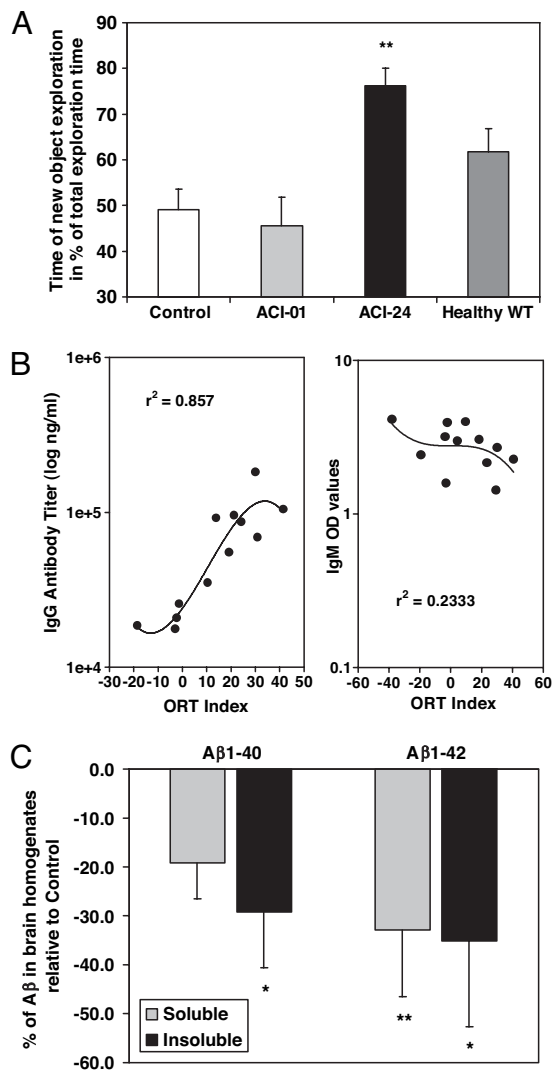 A
Time of new object exploration
in % of total exploration time
90
80
70
60
50
40
30
**
Control ACI-01 ACI-24 Healthy WT
B
IgG Antibody Titer (log ng/ml)
1e+6
1e+5
1e+4
r² = 0.857
-30 -20 -10 0 10 20 30 40 50
ORT Index
IgM OD values
10
1
0.1
r² = 0.2333
-60 -40 -20 0 20 40 60
ORT Index
C
Aβ1-40 Aβ1-42
% of Aβ in brain homogenates
relative to Control
0.0
-10.0
-20.0
-30.0
-40.0
-50.0
-60.0
*
**
*
Soluble
Insoluble